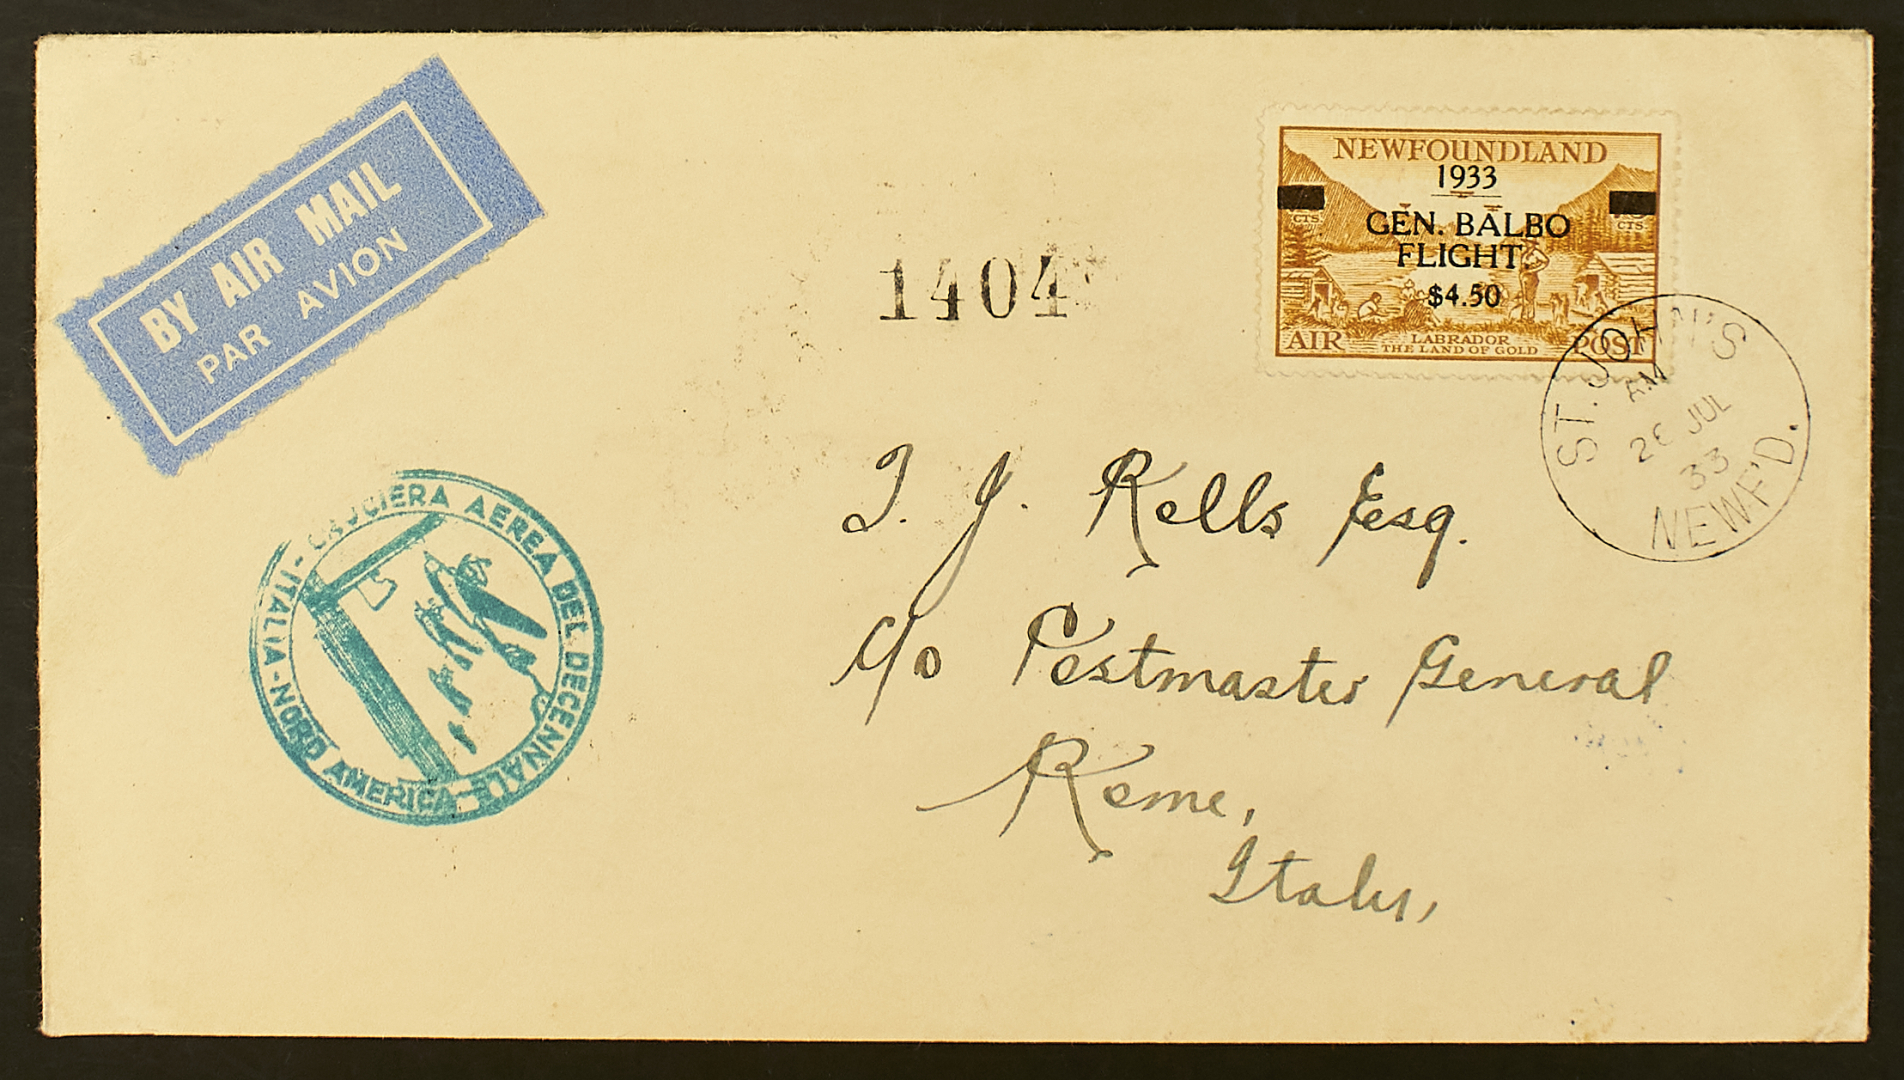 BY AIR MAIL
PAR AVION
1404
NEWFOUNDLAND
1933
CTS
CTS
GEN. BALBO
FLIGHT
$4.50
AIR
LABRADOR
THE LAND OF GOLD
POST
ST. JOHN'S
AM
26 JUL
33
NEWF'D.
CROCIERA AEREA DEL DECENNALE
ITALIA - NORD AMERICA -
T. J. Kells Esq.
c/o Postmaster General
Rome,
Italy,